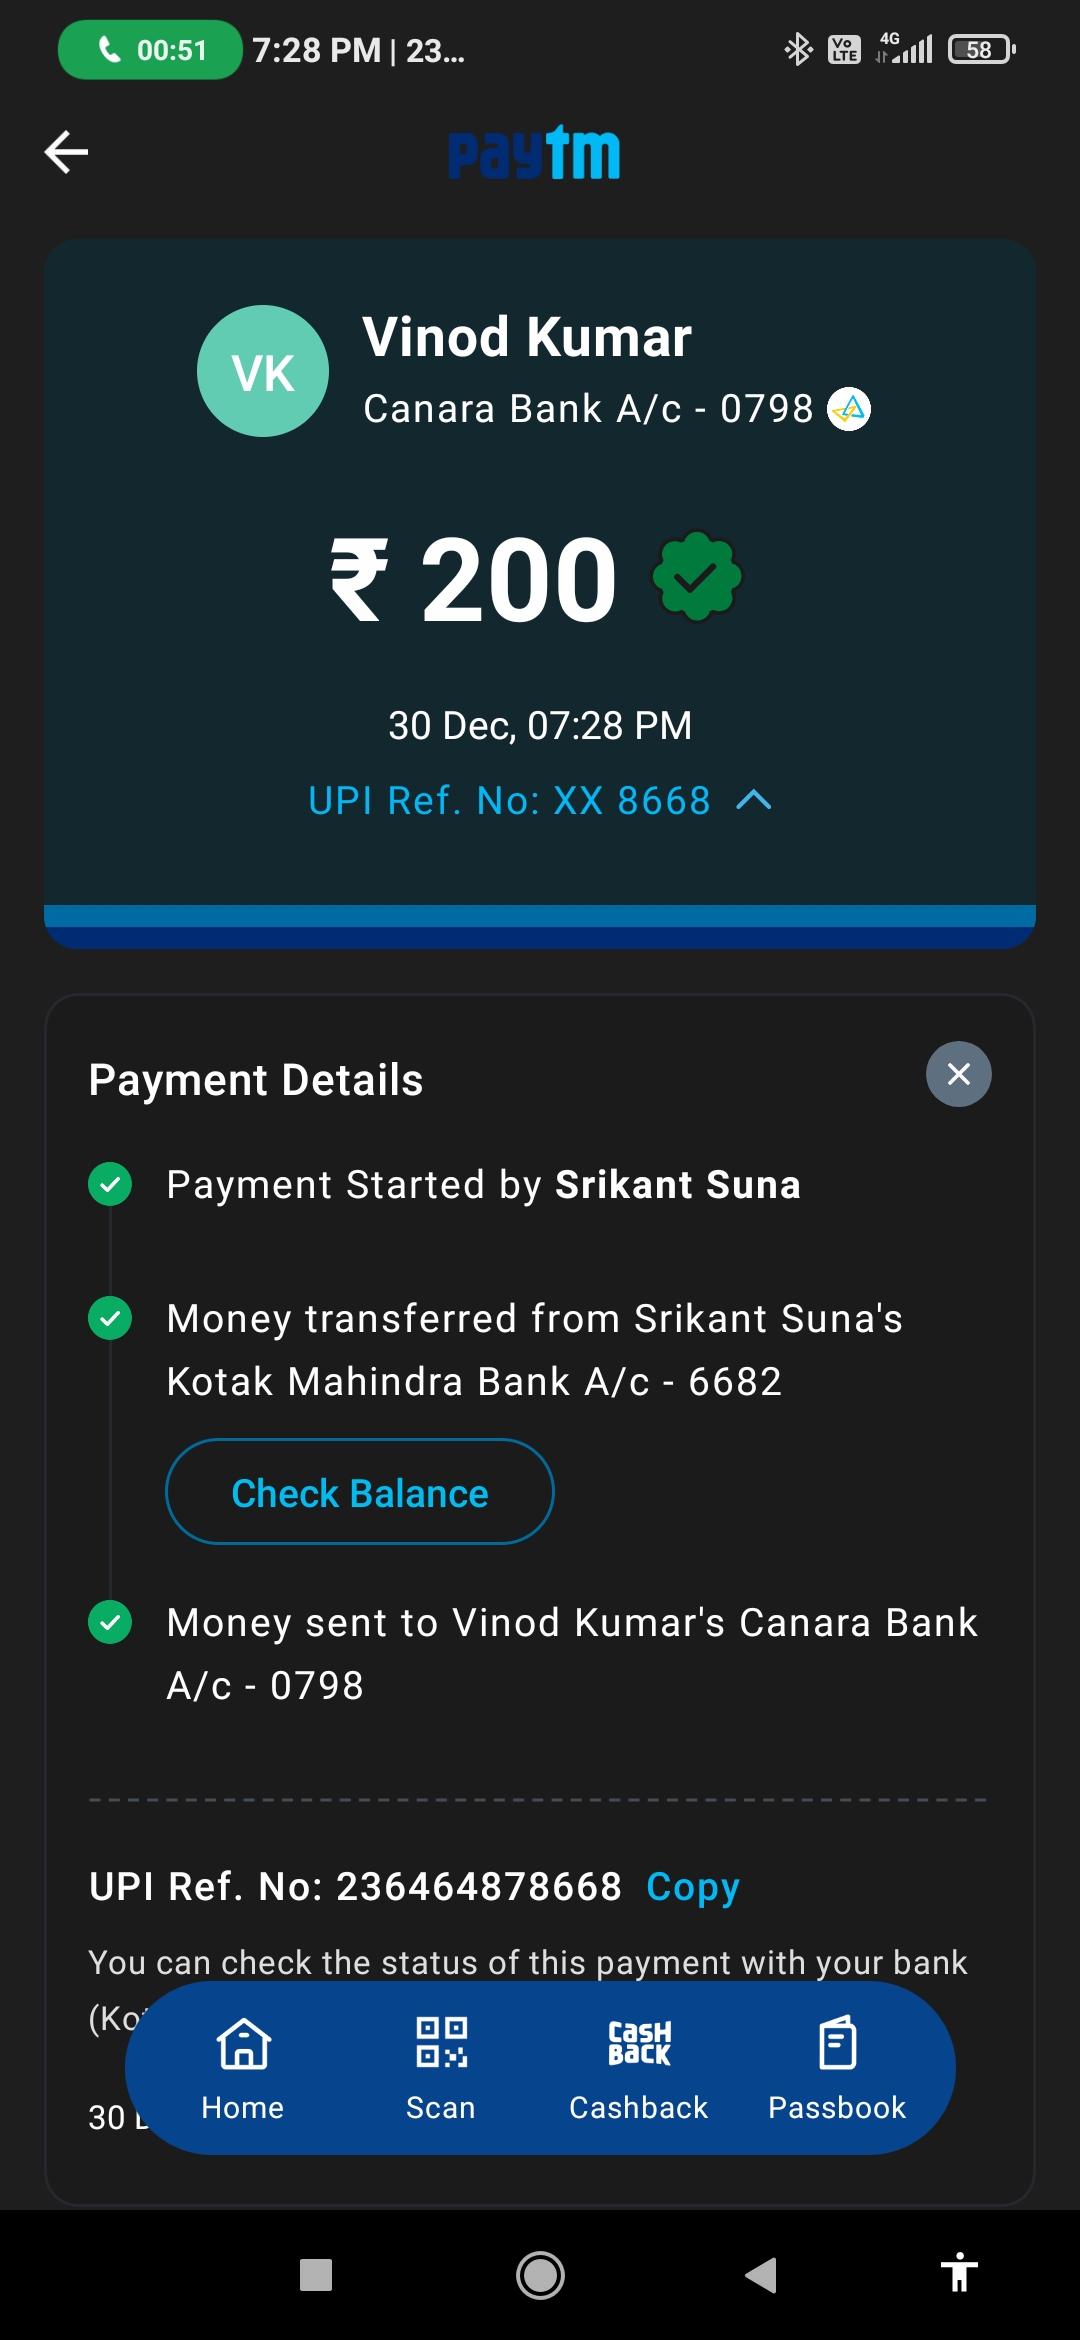 00:51 7:28 PM | 23...
Vo LTE 4G 58
paytm
VK
Vinod Kumar
Canara Bank A/c - 0798
₹ 200
30 Dec, 07:28 PM
UPI Ref. No: XX 8668
Payment Details
Payment Started by Srikant Suna
Money transferred from Srikant Suna's
Kotak Mahindra Bank A/c - 6682
Check Balance
Money sent to Vinod Kumar's Canara Bank
A/c - 0798
UPI Ref. No: 236464878668 Copy
You can check the status of this payment with your bank
CASH BACK
Home Scan Cashback Passbook
30